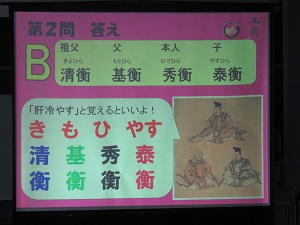 第2問 答え
B
祖父 父 本人 子
きよひら もとひら ひでひら やすひら
清衡 基衡 秀衡 泰衡
「肝冷やす」と覚えるといいよ！
き も ひ やす
清 基 秀 泰
衡 衡 衡 衡